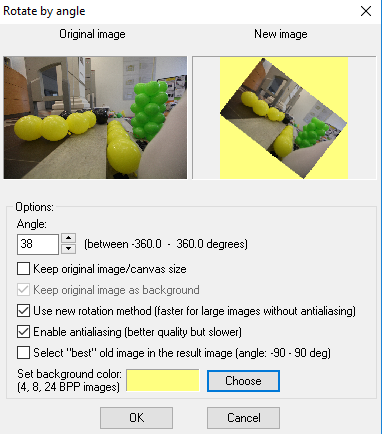 Rotate by angle
Original image
New image
Options:
Angle:
38
(between -360.0 - 360.0 degrees)
Keep original image/canvas size
Keep original image as background
Use new rotation method (faster for large images without antialiasing)
Enable antialiasing (better quality but slower)
Select "best" old image in the result image (angle: -90 - 90 deg)
Set background color:
(4, 8, 24 BPP images)
Choose
OK
Cancel